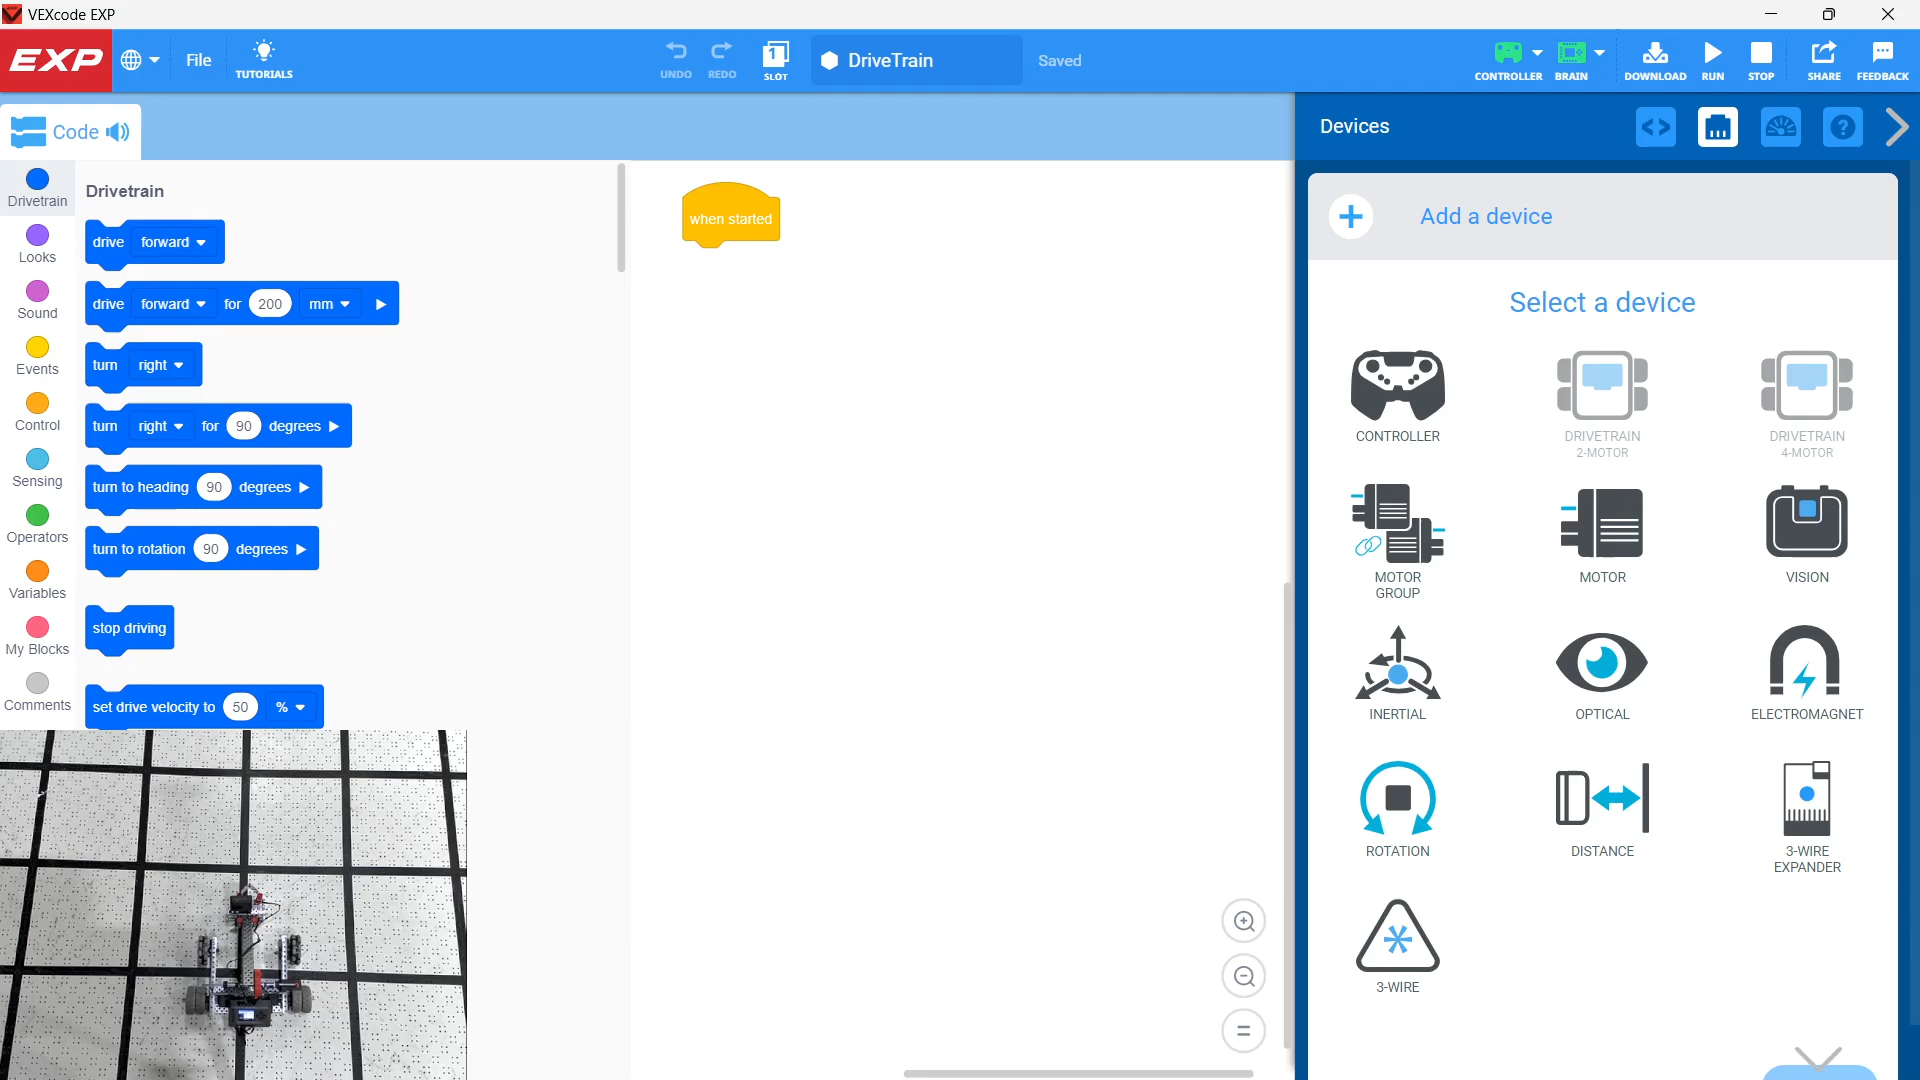 VEXcode EXP
EXP
File
TUTORIALS
UNDO
REDO
1
SLOT
DriveTrain
Saved
CONTROLLER
BRAIN
DOWNLOAD
RUN
STOP
SHARE
FEEDBACK
Code
Devices
Drivetrain
Looks
Sound
Events
Control
Sensing
Operators
Variables
My Blocks
Comments
Drivetrain
drive forward
drive forward for 200 mm
turn right
turn right for 90 degrees
turn to heading 90 degrees
turn to rotation 90 degrees
stop driving
set drive velocity to 50 %
when started
Add a device
Select a device
CONTROLLER
DRIVETRAIN
2-MOTOR
DRIVETRAIN
4-MOTOR
MOTOR
GROUP
MOTOR
VISION
INERTIAL
OPTICAL
ELECTROMAGNET
ROTATION
DISTANCE
3-WIRE
EXPANDER
3-WIRE